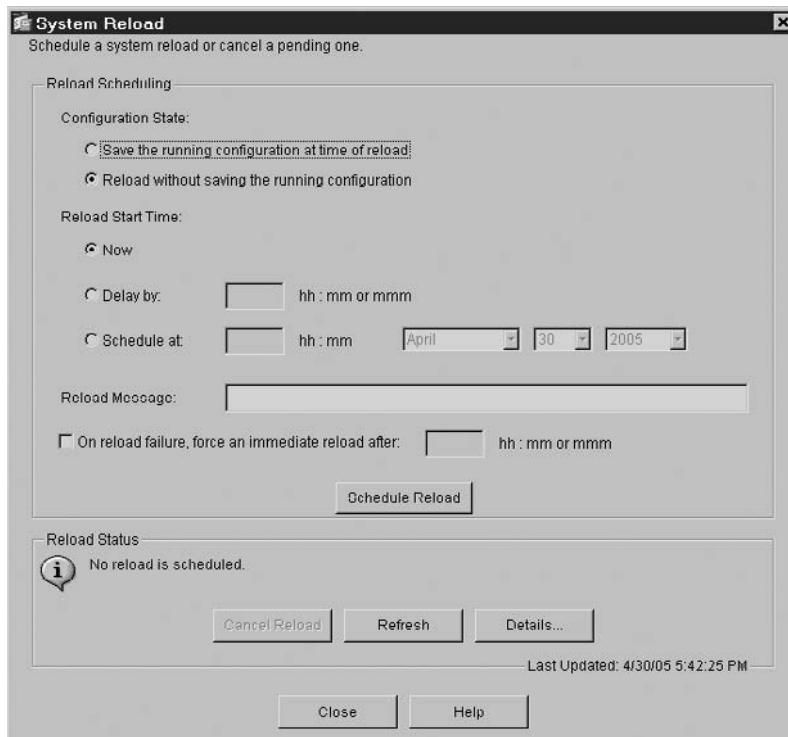 System Reload
Schedule a system reload or cancel a pending one.
Reload Scheduling
Configuration State:
Save the running configuration at time of reload
Reload without saving the running configuration
Reload Start Time:
Now
Delay by: hh : mm or mmm
Schedule at: hh : mm April 30 2005
Reload Message:
On reload failure, force an immediate reload after: hh : mm or mmm
Schedule Reload
Reload Status
No reload is scheduled.
Cancel Reload Refresh Details...
Last Updated: 4/30/05 5:42:25 PM
Close Help